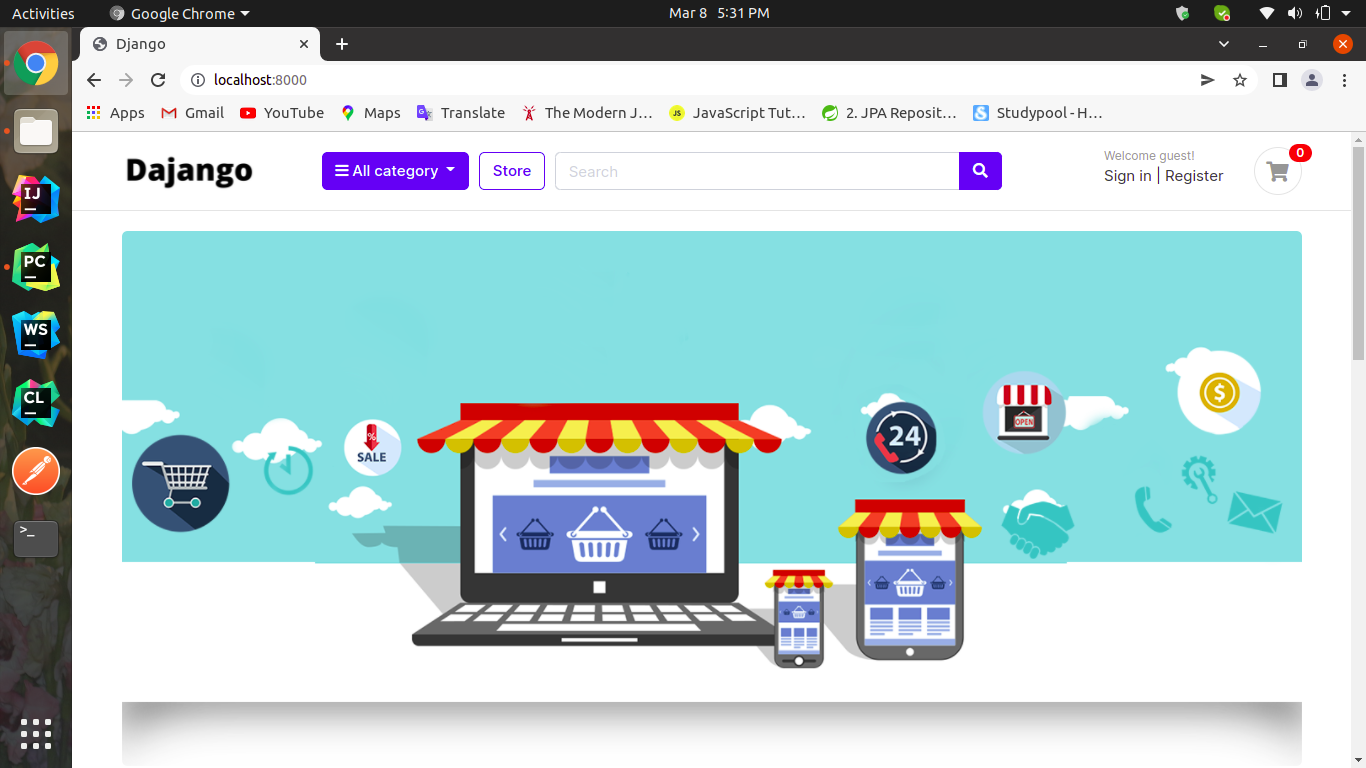 Activities
Google Chrome
Mar 8 5:31 PM
Django
localhost:8000
Apps
Gmail
YouTube
Maps
Translate
The Modern J…
JavaScript Tut…
2. JPA Reposit…
Studypool - H…
IJ
PC
WS
CL
>_
Dajango
All category
Store
Search
Welcome guest!
Sign in | Register
0
%
SALE
24
OPEN
$